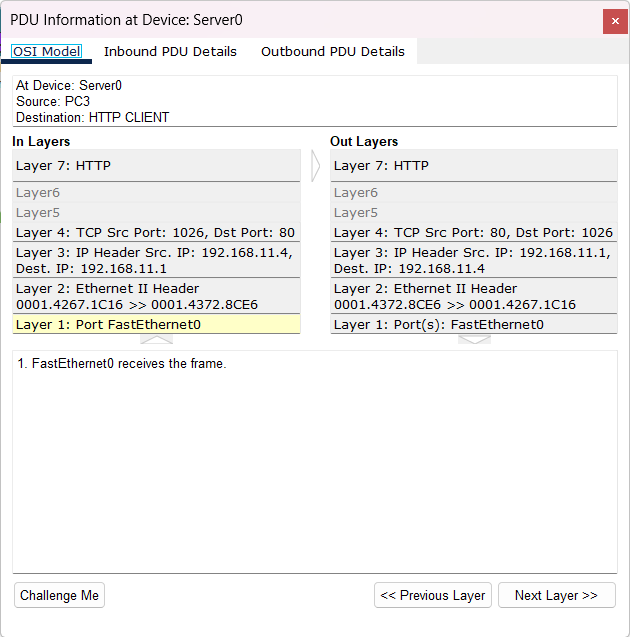 PDU Information at Device: Server0
OSI Model Inbound PDU Details Outbound PDU Details
At Device: Server0
Source: PC3
Destination: HTTP CLIENT
In Layers
Layer 7: HTTP
Layer6
Layer5
Layer 4: TCP Src Port: 1026, Dst Port: 80
Layer 3: IP Header Src. IP: 192.168.11.4,
Dest. IP: 192.168.11.1
Layer 2: Ethernet II Header
0001.4267.1C16 >> 0001.4372.8CE6
Layer 1: Port FastEthernet0
Out Layers
Layer 7: HTTP
Layer6
Layer5
Layer 4: TCP Src Port: 80, Dst Port: 1026
Layer 3: IP Header Src. IP: 192.168.11.1,
Dest. IP: 192.168.11.4
Layer 2: Ethernet II Header
0001.4372.8CE6 >> 0001.4267.1C16
Layer 1: Port(s): FastEthernet0
1. FastEthernet0 receives the frame.
Challenge Me << Previous Layer Next Layer >>